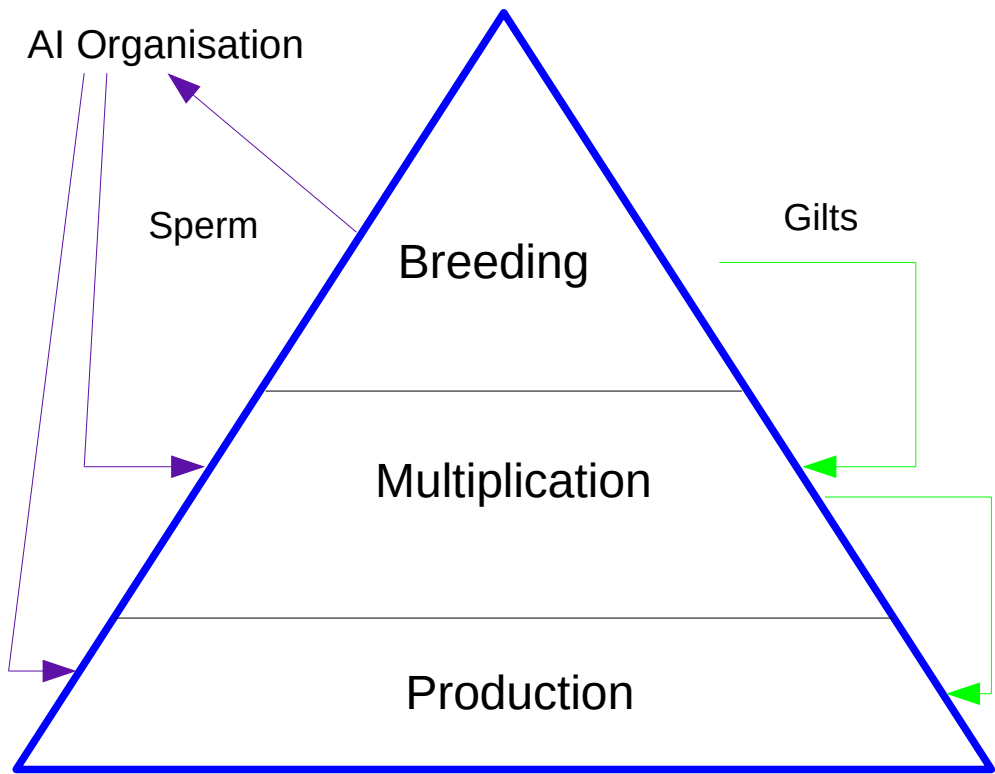 AI Organisation
Sperm
Gilts
Breeding
Multiplication
Production